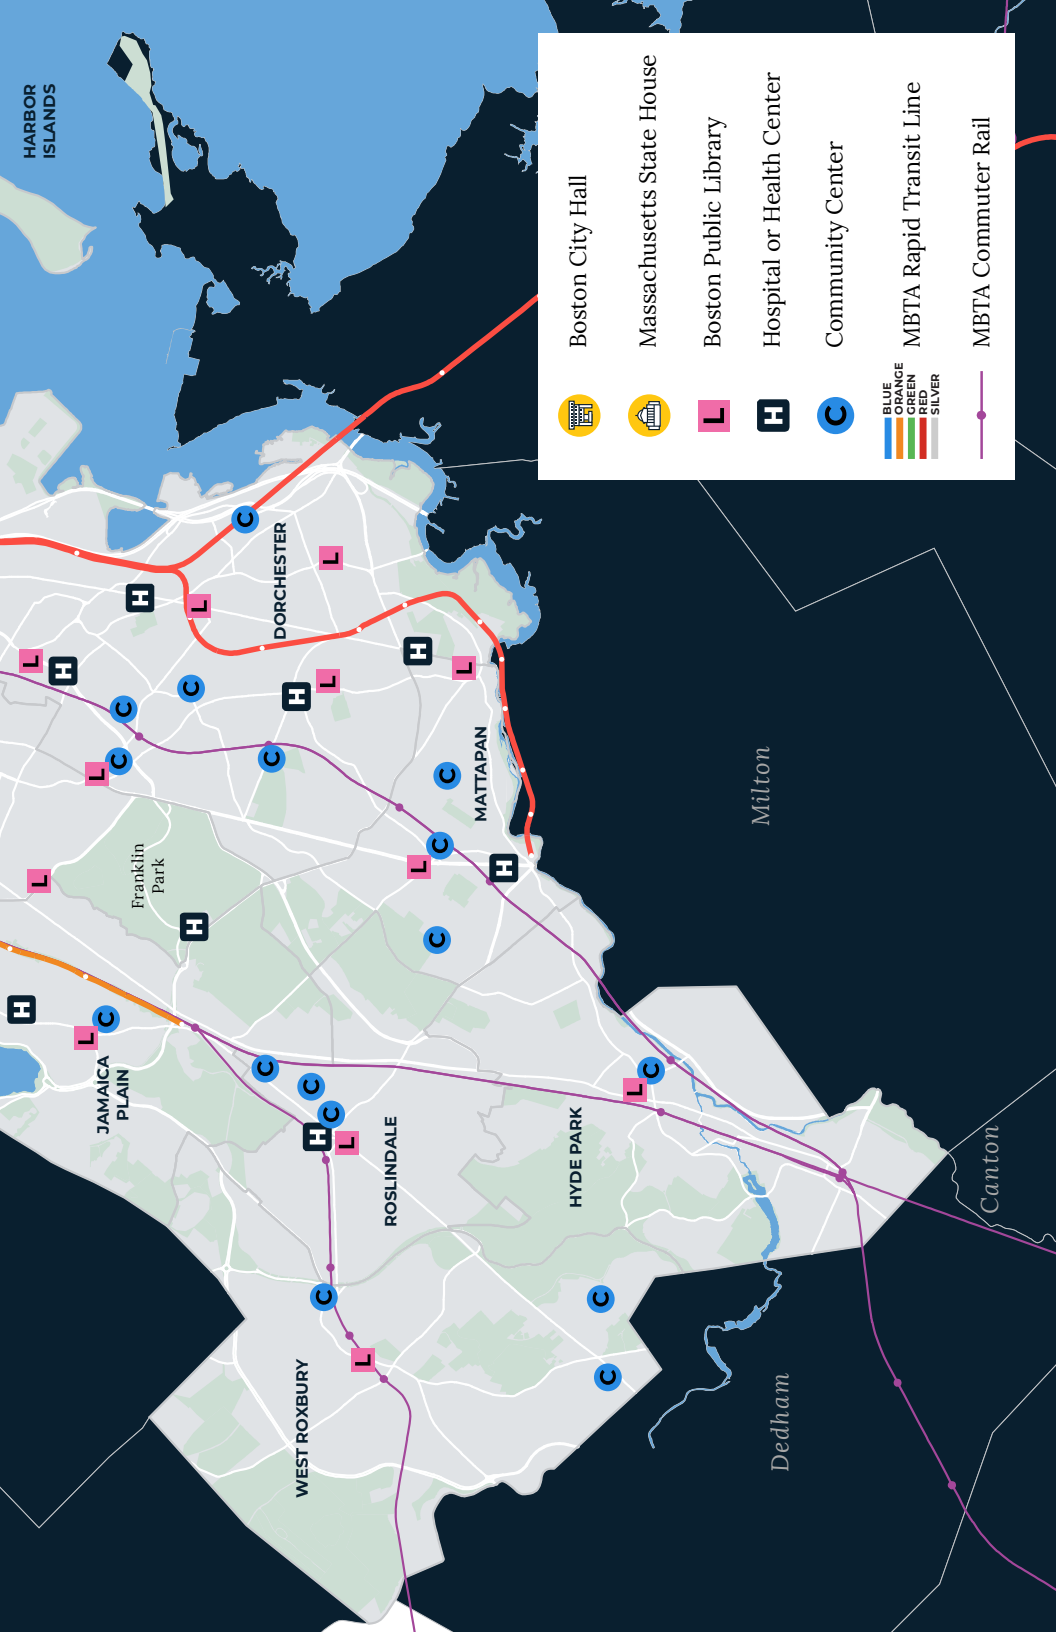 HARBOR
ISLANDS
DORCHESTER
MATTAPAN
Franklin
Park
JAMAICA
PLAIN
ROSLINDALE
HYDE PARK
WEST ROXBURY
Milton
Canton
Dedham
H
L
L
H
C
L
C
C
H
L
C
L
C
H
L
C
C
L
L
H
C
H
H
L
C
C
C
C
H
L
L
C
C
L
C
C
Boston City Hall
Massachusetts State House
L Boston Public Library
H Hospital or Health Center
C Community Center
BLUE
ORANGE
GREEN
RED
SILVER
MBTA Rapid Transit Line
MBTA Commuter Rail